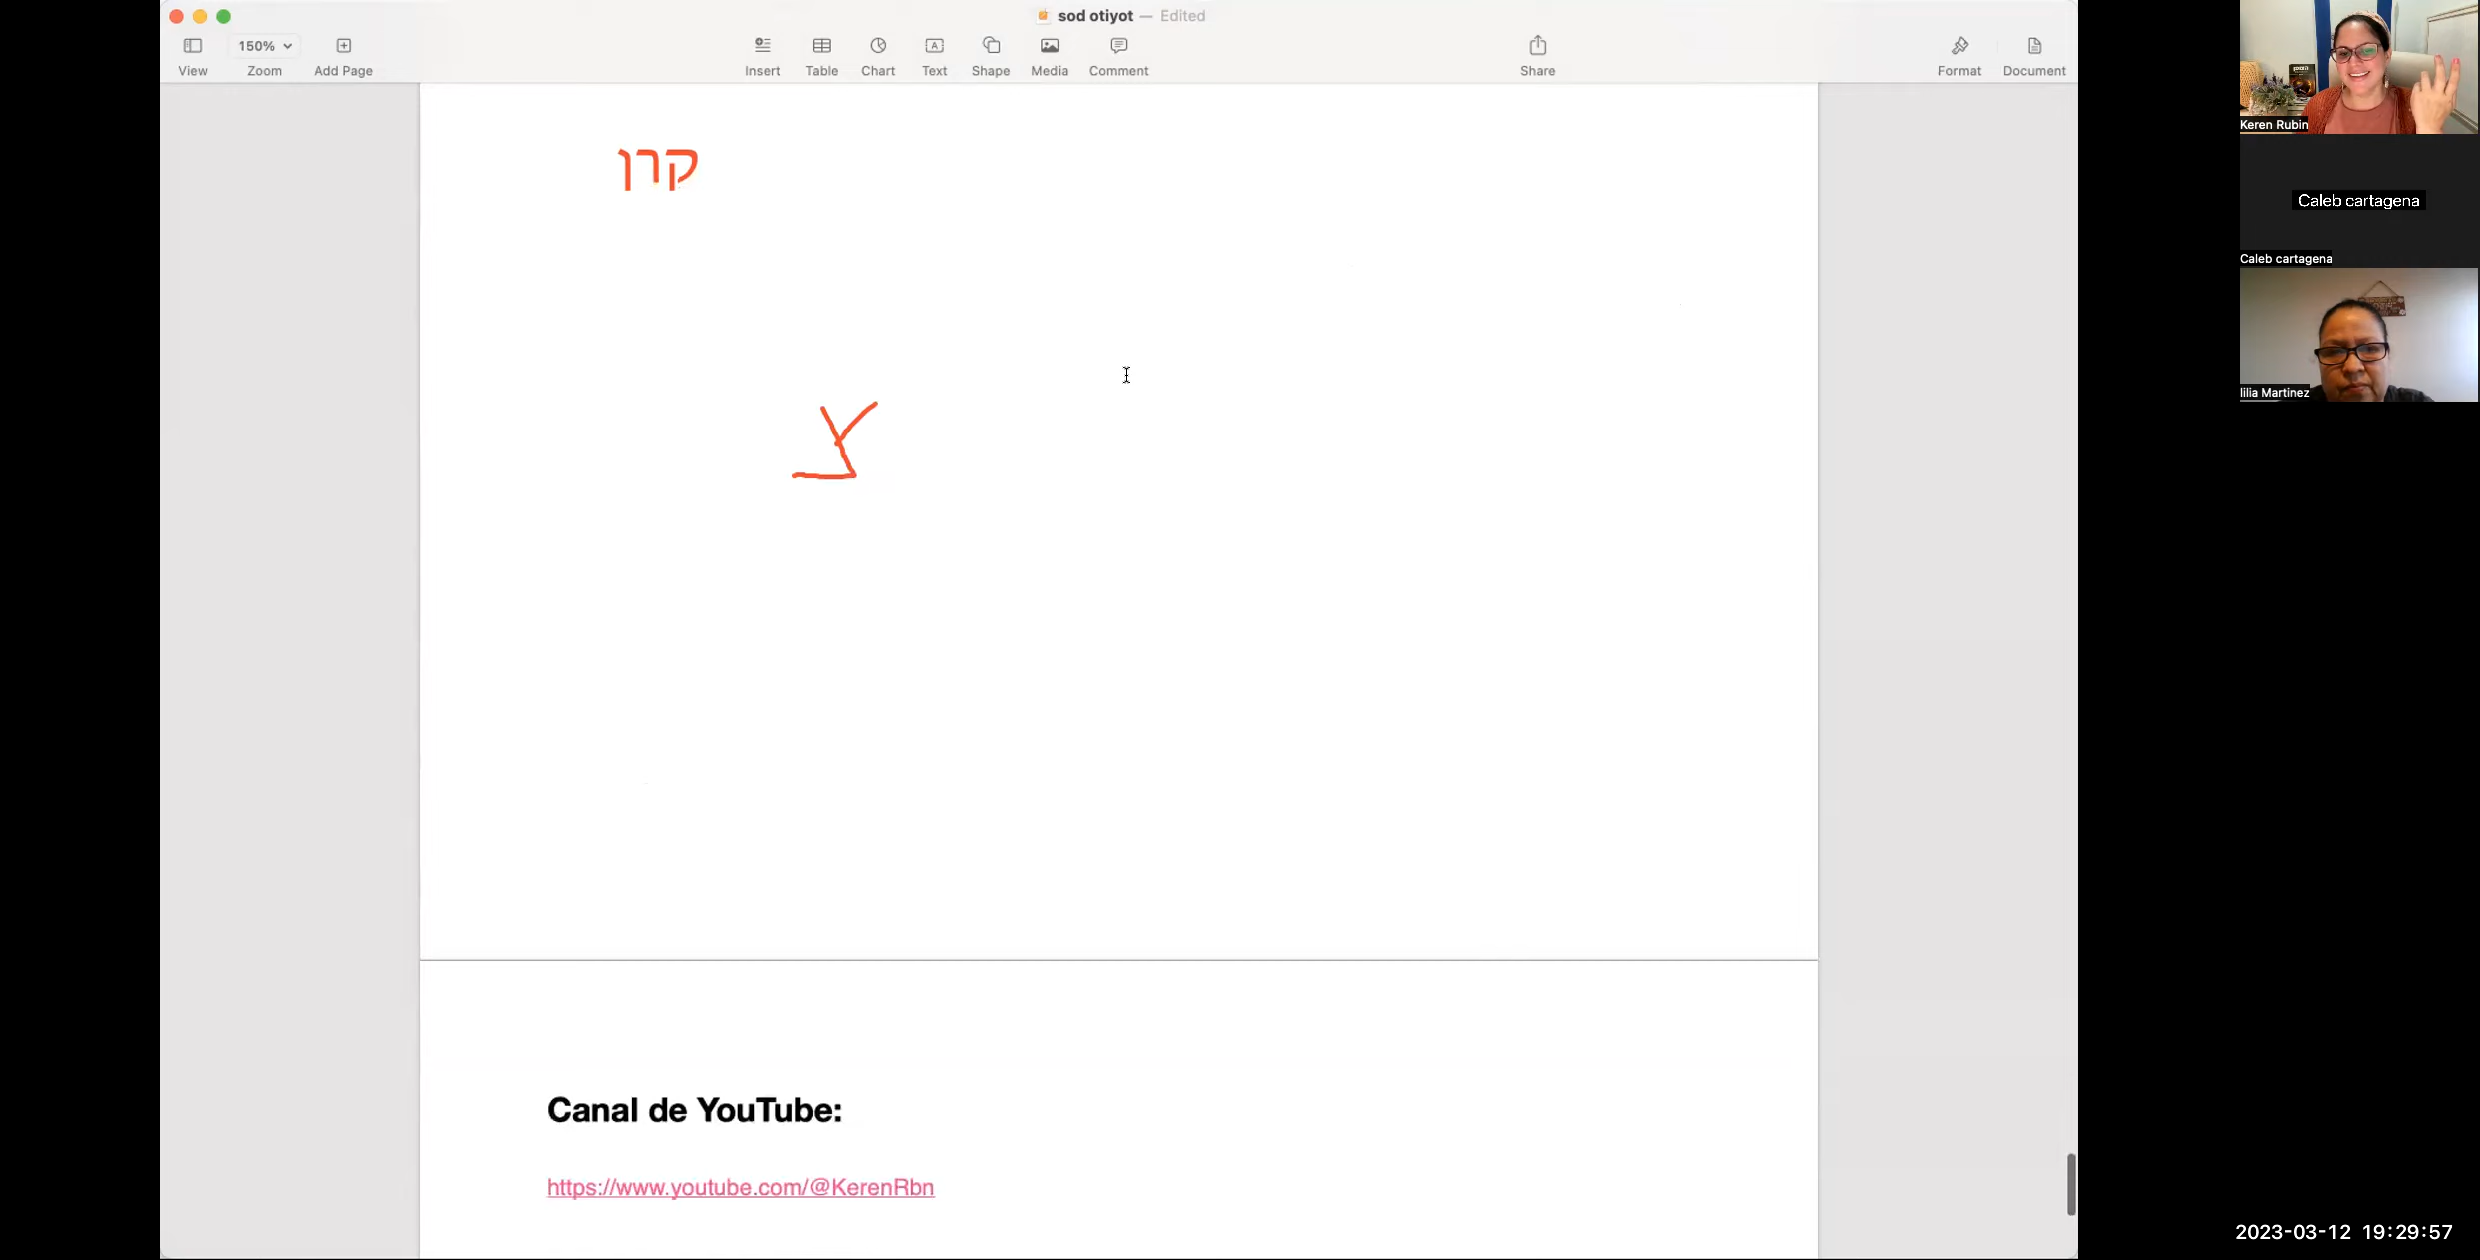 sod otiyot — Edited
150%
View
Zoom
Add Page
Insert
Table
Chart
Text
Shape
Media
Comment
Share
Format
Document
קרן
צ
Canal de YouTube:
https://www.youtube.com/@KerenRbn
Keren Rubin
Caleb cartagena
Caleb cartagena
lilia Martinez
2023-03-12 19:29:57